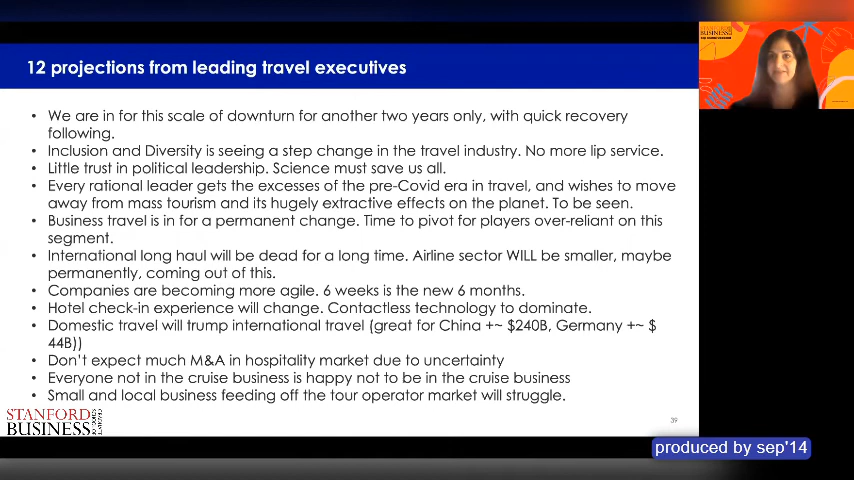 12 projections from leading travel executives
• We are in for this scale of downturn for another two years only, with quick recovery
following.
• Inclusion and Diversity is seeing a step change in the travel industry. No more lip service.
• Little trust in political leadership. Science must save us all.
• Every rational leader gets the excesses of the pre-Covid era in travel, and wishes to move
away from mass tourism and its hugely extractive effects on the planet. To be seen.
• Business travel is in for a permanent change. Time to pivot for players over-reliant on this
segment.
• International long haul will be dead for a long time. Airline sector WILL be smaller, maybe
permanently, coming out of this.
• Companies are becoming more agile. 6 weeks is the new 6 months.
• Hotel check-in experience will change. Contactless technology to dominate.
• Domestic travel will trump international travel (great for China +~ $240B, Germany +~ $
44B))
• Don't expect much M&A in hospitality market due to uncertainty
• Everyone not in the cruise business is happy not to be in the cruise business
• Small and local business feeding off the tour operator market will struggle.
STANFORD
BUSINESS
39
STANFORD
BUSINESS
produced by sep'14